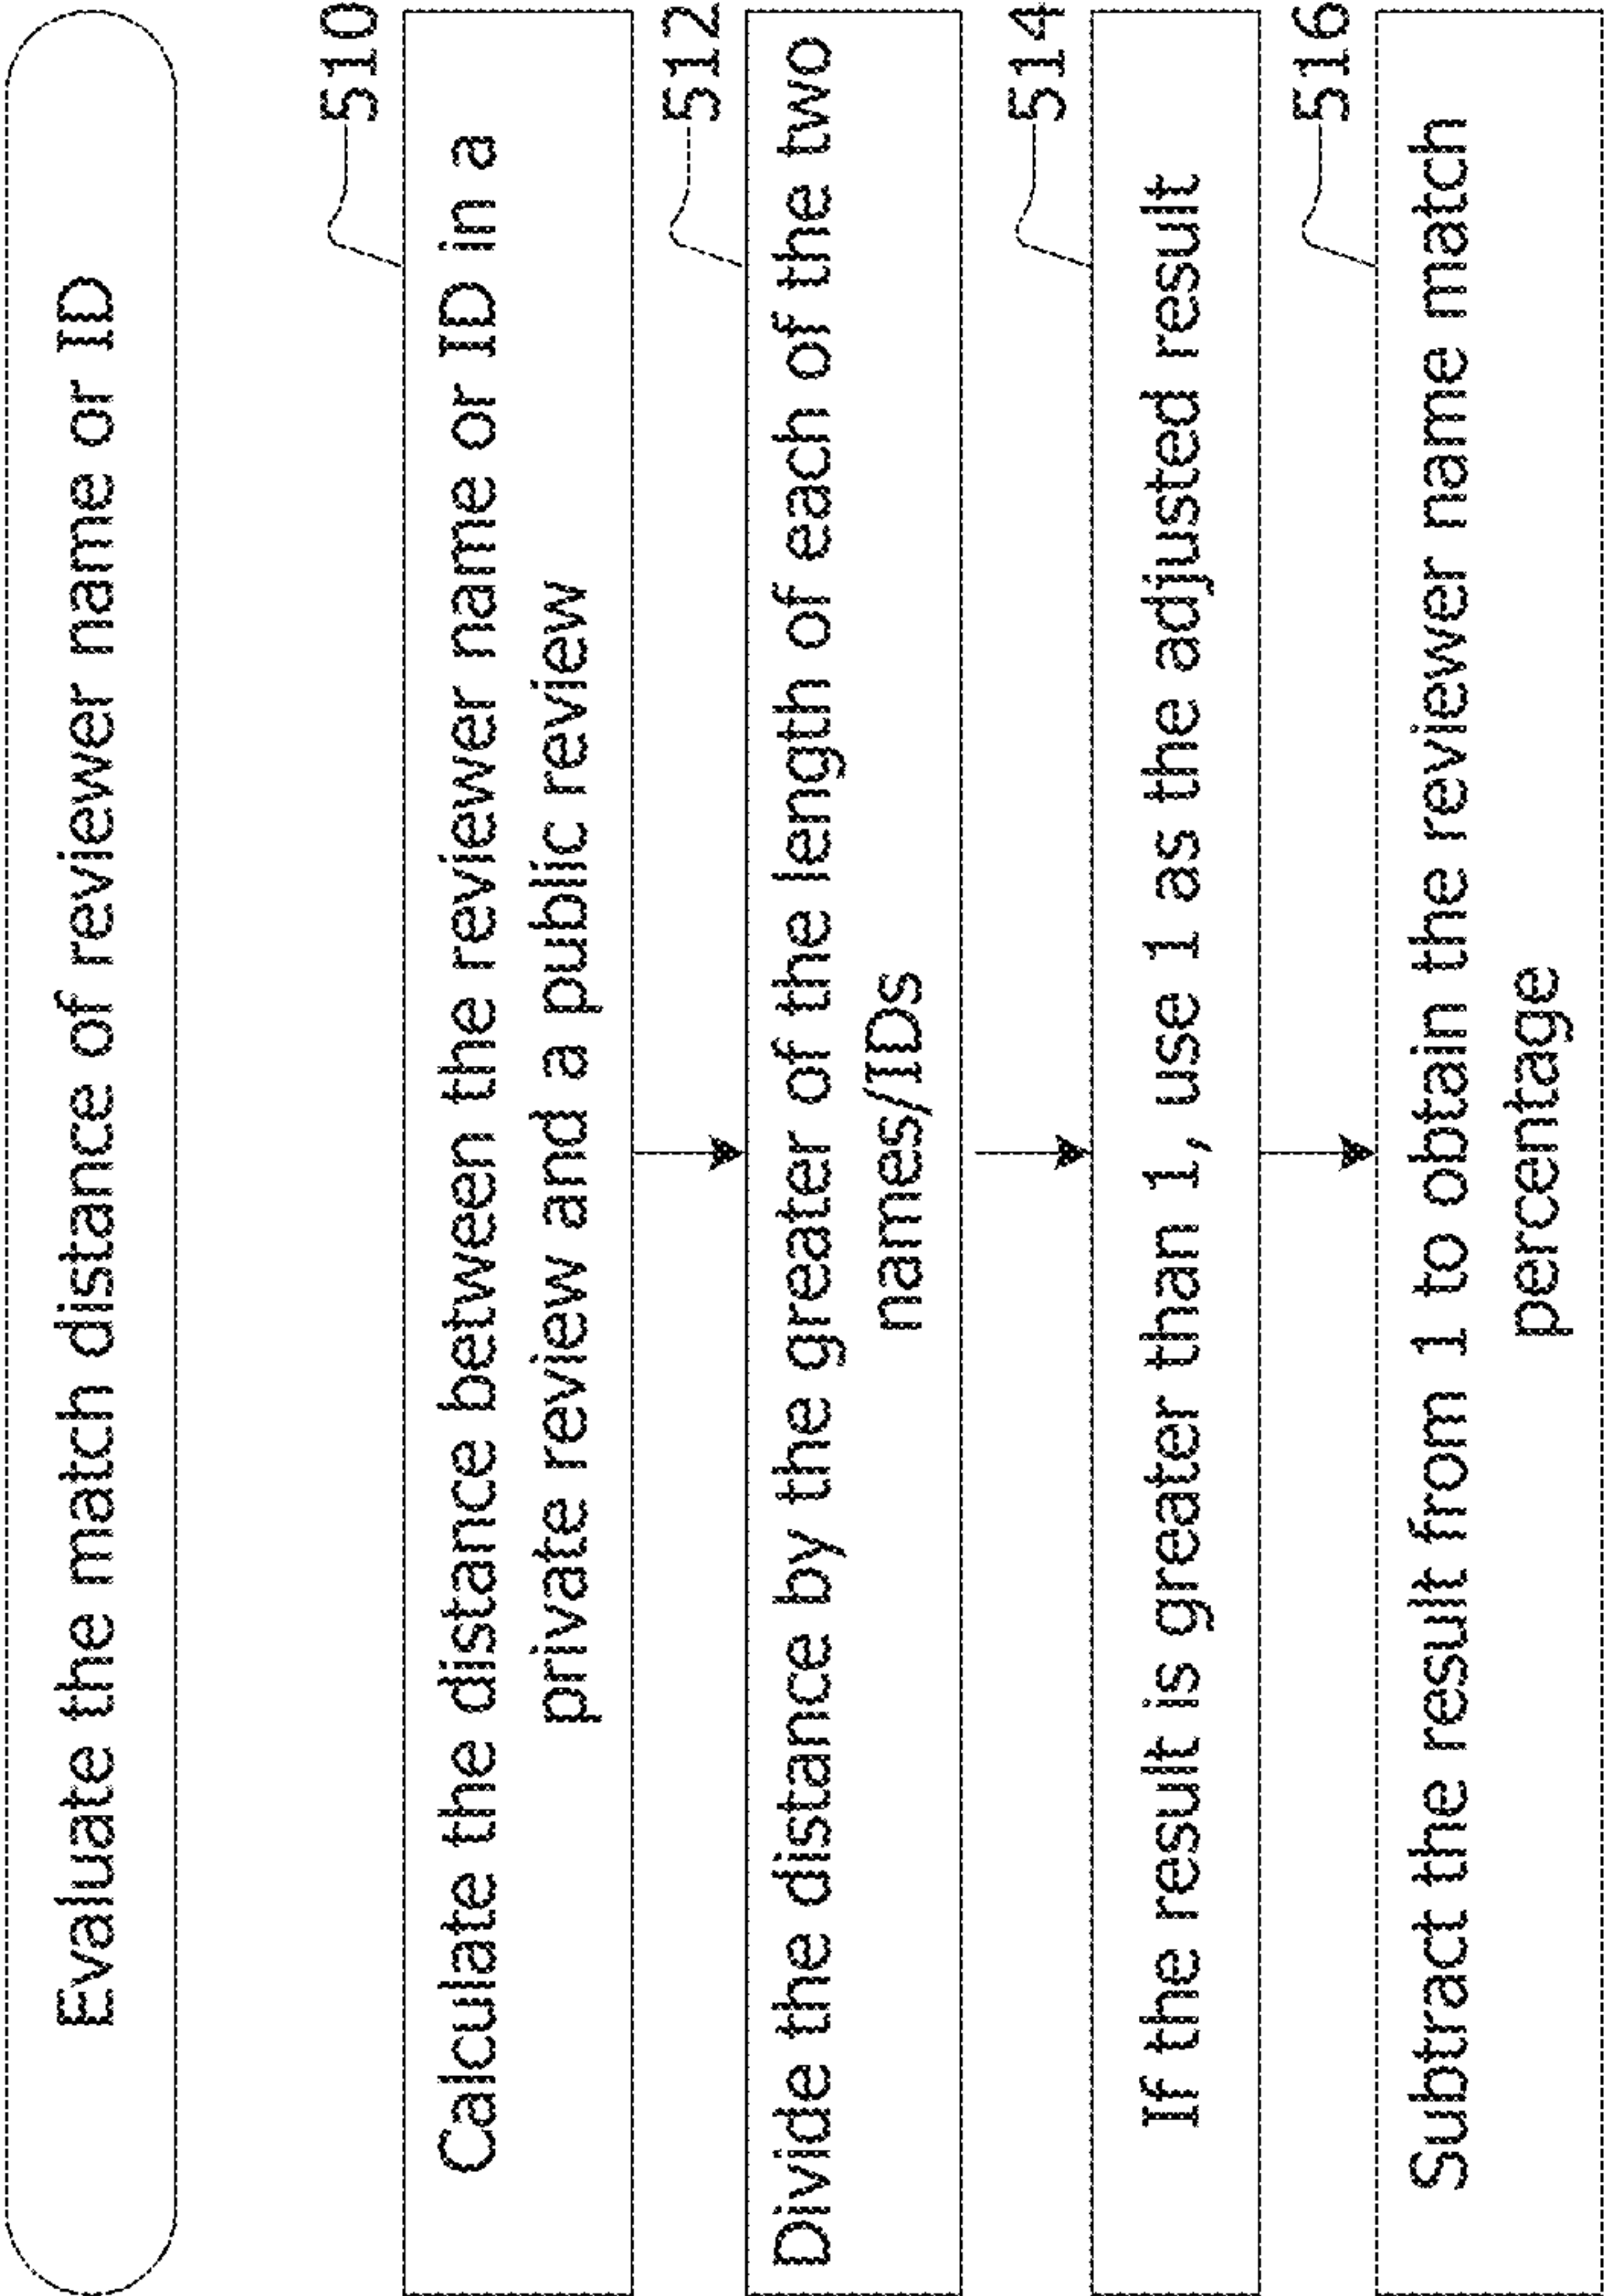 Evaluate the match distance of reviewer name or ID
510
Calculate the distance between the reviewer name or ID in a
private review and a public review
512
Divide the distance by the greater of the length of each of the two
names/IDs
514
If the result is greater than 1, use 1 as the adjusted result
516
Subtract the result from 1 to obtain the reviewer name match
percentage